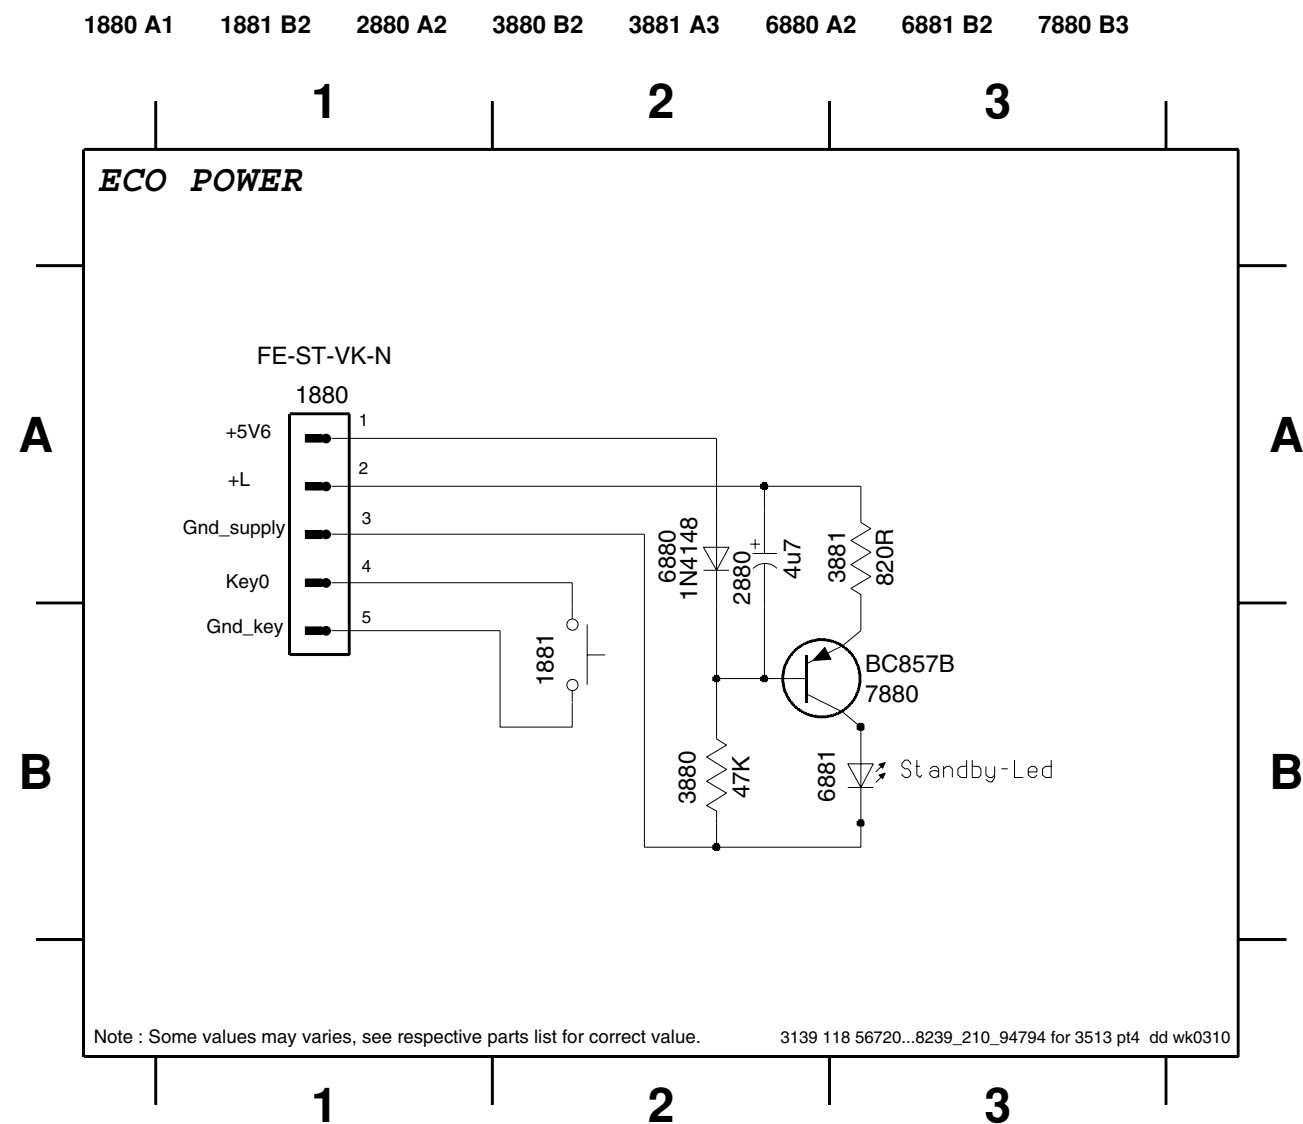 1880 A1 1881 B2 2880 A2 3880 B2 3881 A3 6880 A2 6881 B2 7880 B3
1 2 3
ECO POWER
FE-ST-VK-N
1880
+5V6 1
A A
+L 2
Gnd_supply 3
6880
1N4148
2880
+
4u7
3881
820R
Key0 4
Gnd_key 5
1881
BC857B
7880
B B
3880
47K
6881
Standby-Led
Note : Some values may varies, see respective parts list for correct value. 3139 118 56720...8239_210_94794 for 3513 pt4 dd wk0310
1 2 3